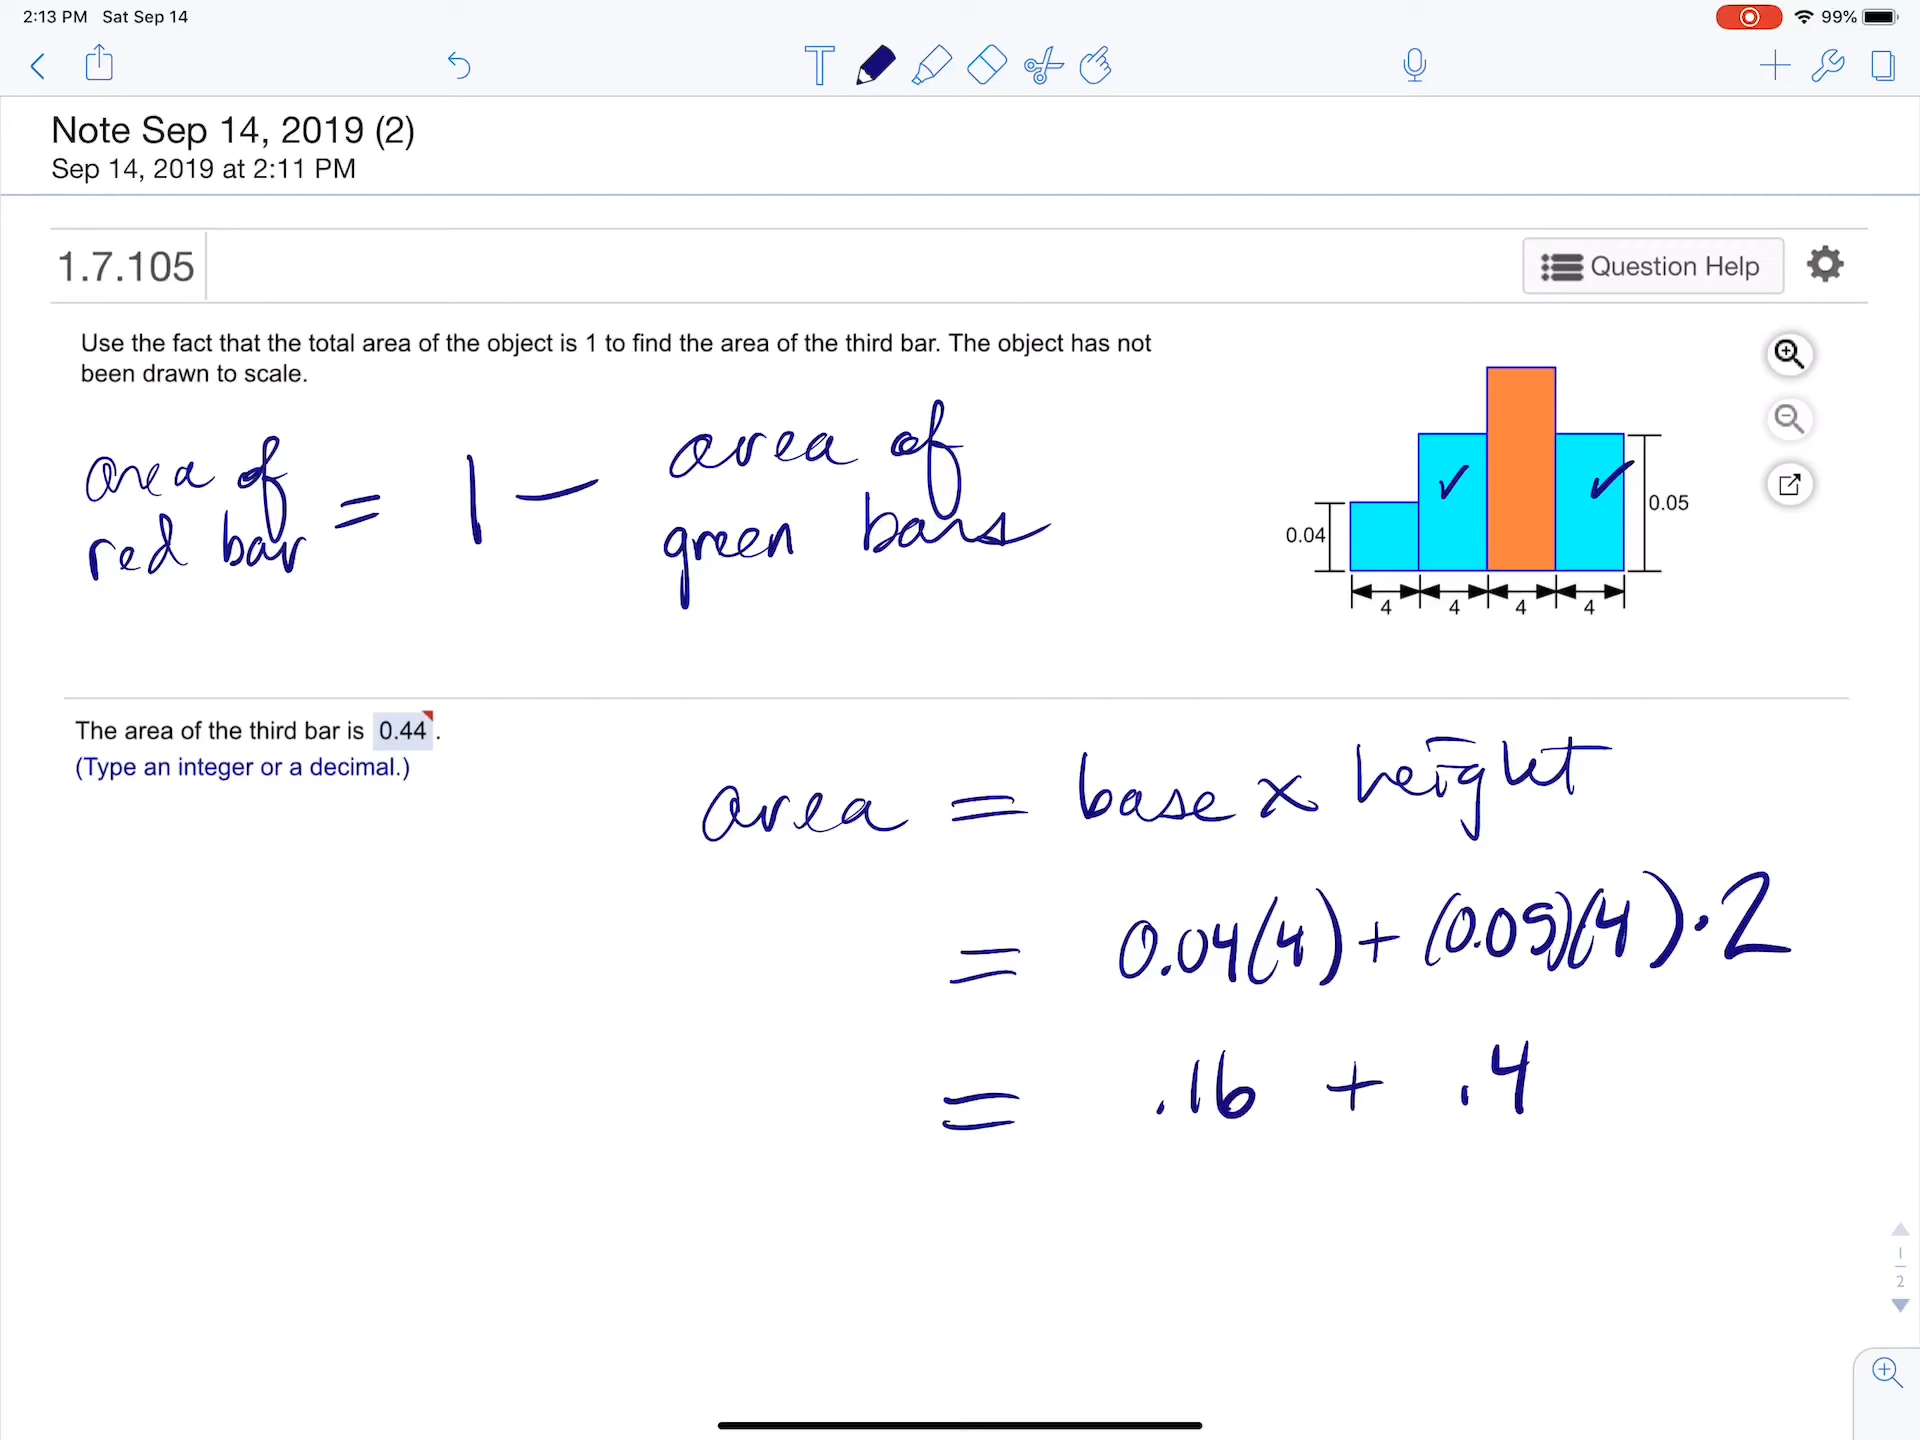 2:13 PM Sat Sep 14
99%
Note Sep 14, 2019 (2)
Sep 14, 2019 at 2:11 PM
1.7.105
Question Help
Use the fact that the total area of the object is 1 to find the area of the third bar. The object has not
been drawn to scale.
area of
red bar = 1 − area of
green bars
0.04
0.05
4 4 4 4
The area of the third bar is 0.44 .
(Type an integer or a decimal.)
area = base x height
= 0.04(4) + (0.05)(4) · 2
= .16 + .4
1
2